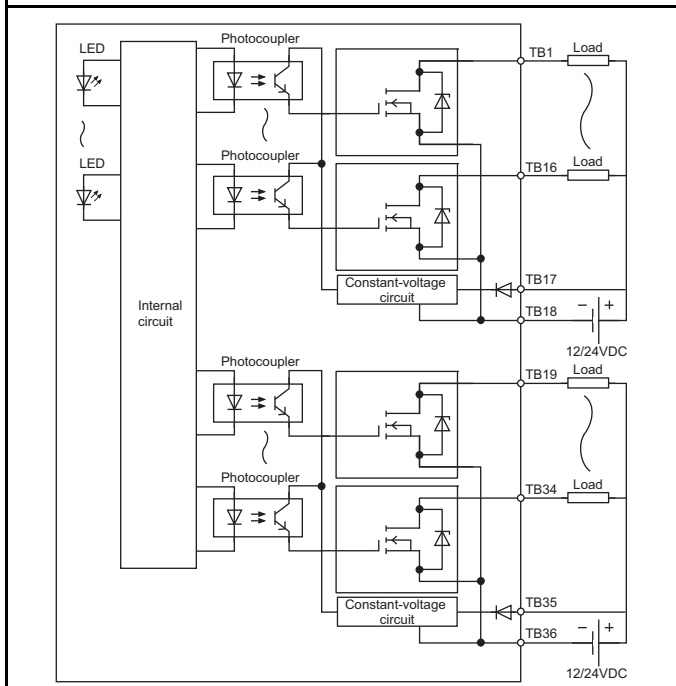 Photocoupler
LED
TB1
Load
Photocoupler
LED
TB16
Load
Constant-voltage
circuit
TB17
Internal
circuit
TB18
− +
12/24VDC
Photocoupler
TB19
Load
Photocoupler
TB34
Load
Constant-voltage
circuit
TB35
TB36
− +
12/24VDC